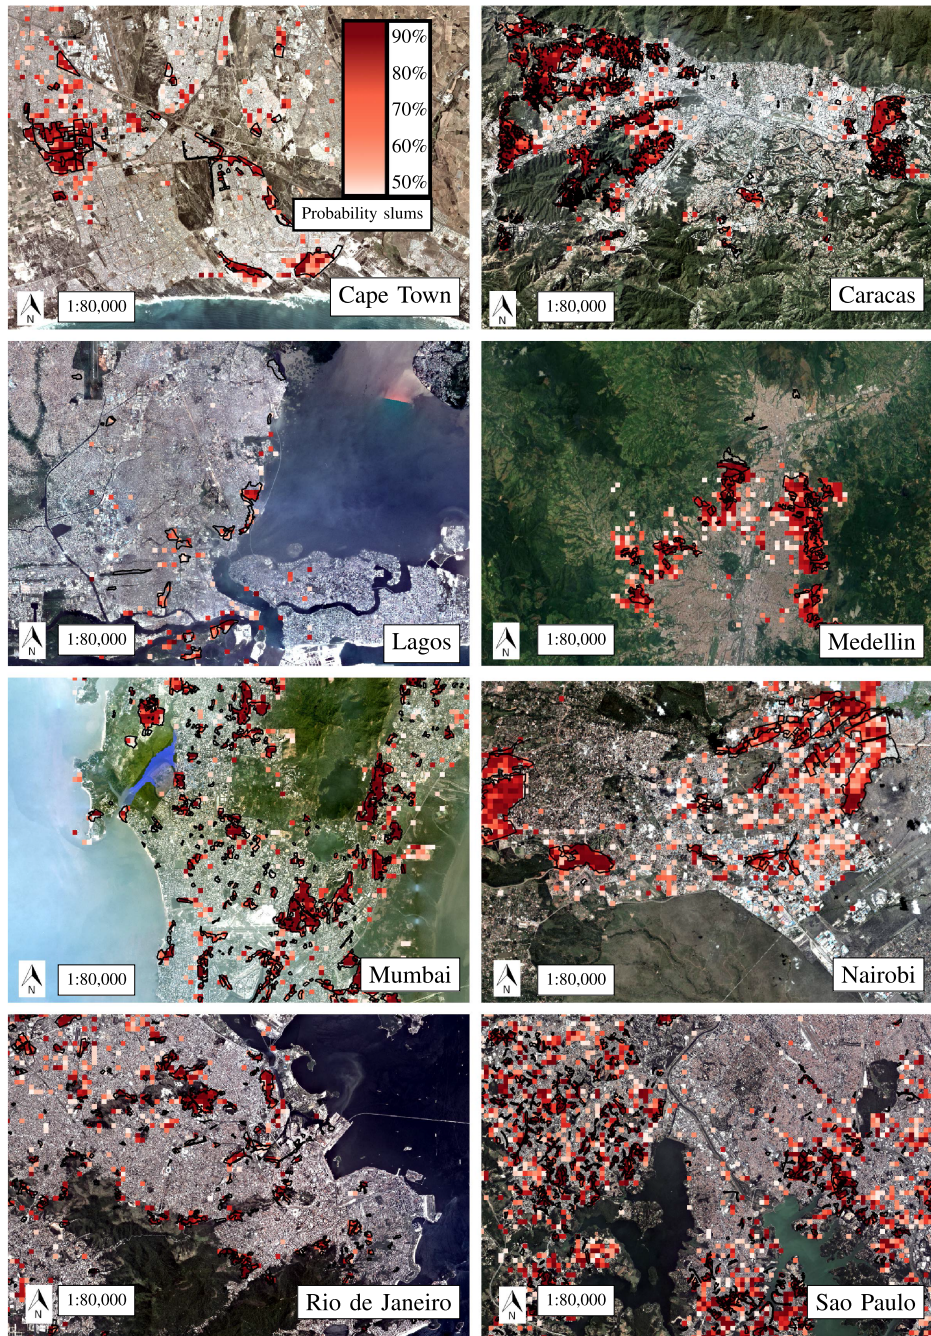 90%
80%
70%
60%
50%
Probability slums
N
1:80,000
Cape Town
N
1:80,000
Caracas
N
1:80,000
Lagos
N
1:80,000
Medellin
N
1:80,000
Mumbai
N
1:80,000
Nairobi
N
1:80,000
Rio de Janeiro
N
1:80,000
Sao Paulo